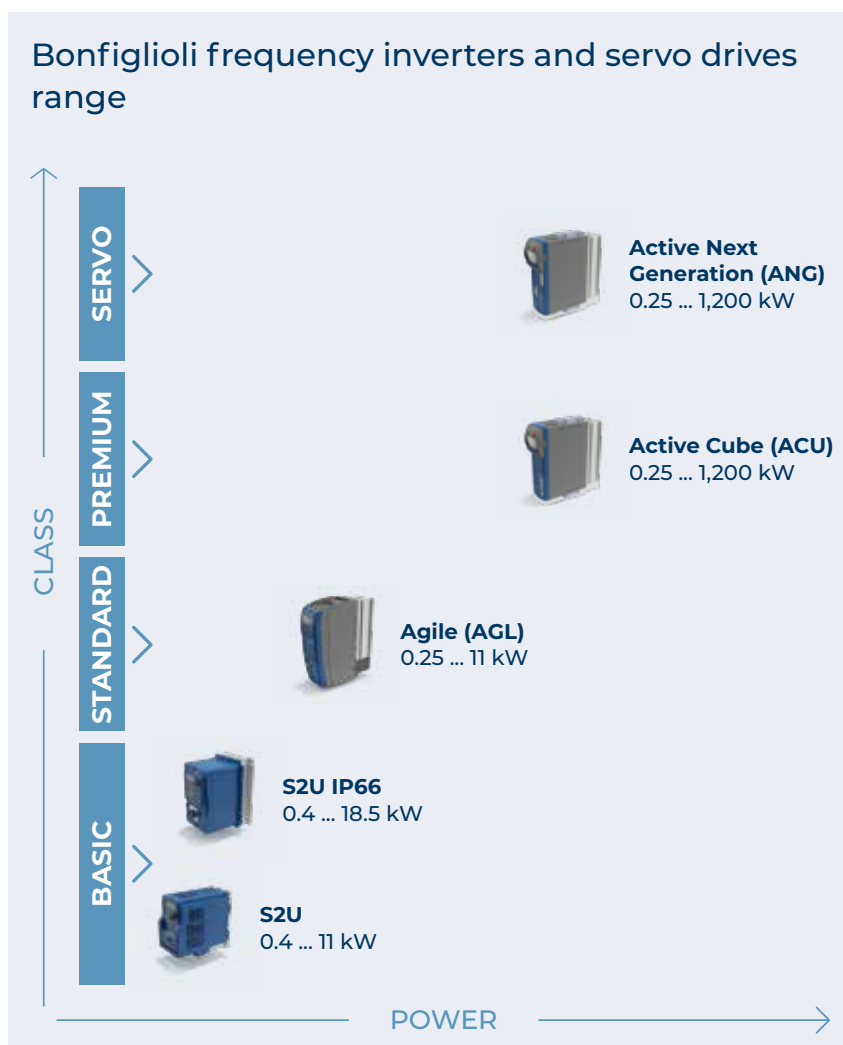 Bonfiglioli frequency inverters and servo drives
range
SERVO
Active Next
Generation (ANG)
0.25 ... 1,200 kW
PREMIUM
Active Cube (ACU)
0.25 ... 1,200 kW
CLASS
STANDARD
Agile (AGL)
0.25 ... 11 kW
BASIC
S2U IP66
0.4 ... 18.5 kW
S2U
0.4 ... 11 kW
POWER